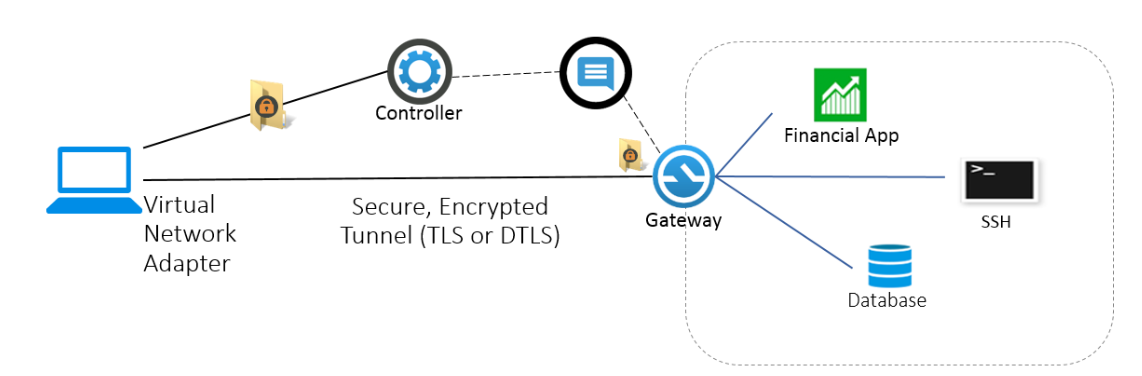 Controller
Financial App
>_
Virtual
Network
Adapter
Secure, Encrypted
Tunnel (TLS or DTLS)
Gateway
SSH
Database